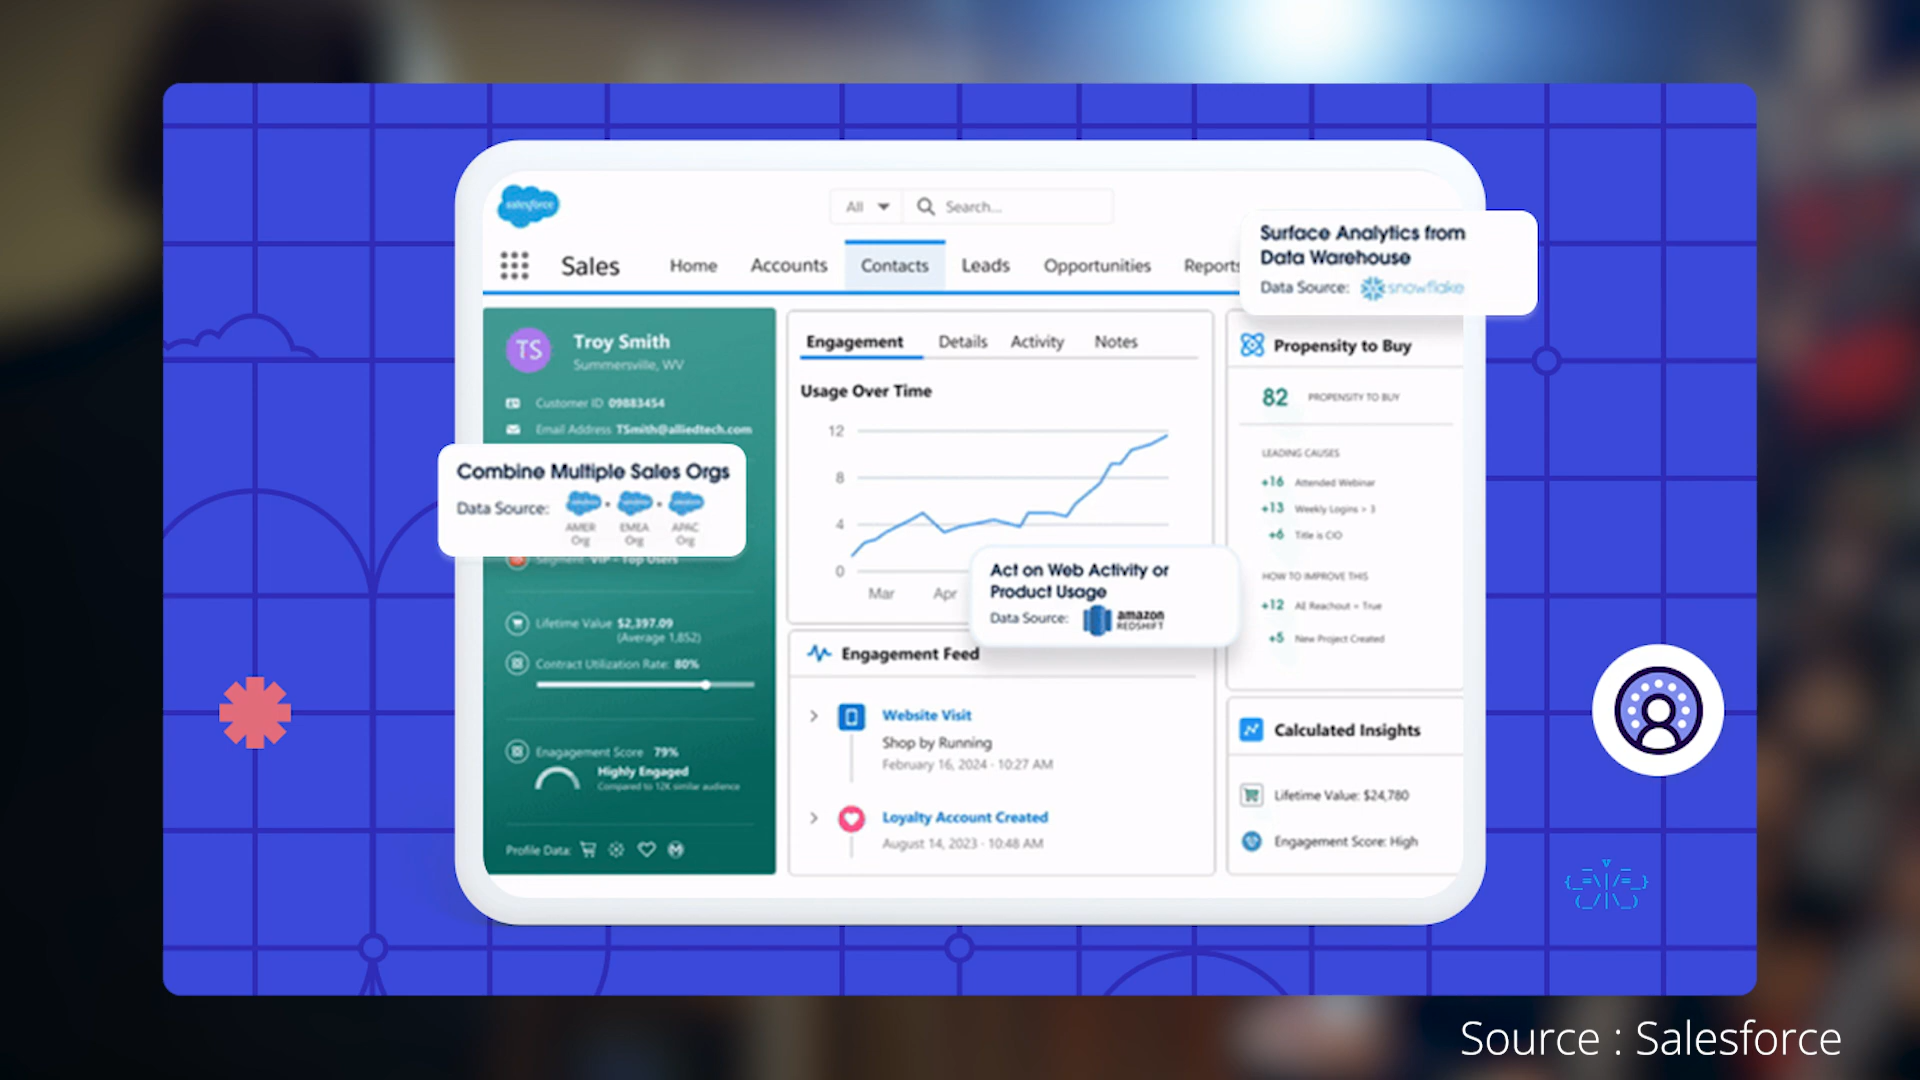 salesforce
All
Search...
Sales
Home
Accounts
Contacts
Leads
Opportunities
Reports
Surface Analytics from
Data Warehouse
Data Source: snowflake
TS
Troy Smith
Summersville, WV
Customer ID 09883454
Email Address TSmith@alliedtech.com
Combine Multiple Sales Orgs
Data Source:
AMER
Org
EMEA
Org
APAC
Org
Segment: VIP - Top Users
Lifetime Value $2,397.09
(Average 1,852)
Contract Utilization Rate: 80%
Enagagement Score 79%
Highly Engaged
Compared to 12K similar audience
Profile Data:
Engagement
Details
Activity
Notes
Usage Over Time
12
8
4
0
Mar
Apr
Act on Web Activity or
Product Usage
Data Source: amazon
REDSHIFT
Engagement Feed
Website Visit
Shop by Running
February 16, 2024 - 10:27 AM
Loyalty Account Created
August 14, 2023 - 10:48 AM
Propensity to Buy
82 PROPENSITY TO BUY
LEADING CAUSES
+16 Attended Webinar
+13 Weekly Logins > 3
+6 Title is CIO
HOW TO IMPROVE THIS
+12 AE Reachout = True
+5 New Project Created
Calculated Insights
Lifetime Value: $24,780
Engagement Score: High
Source : Salesforce